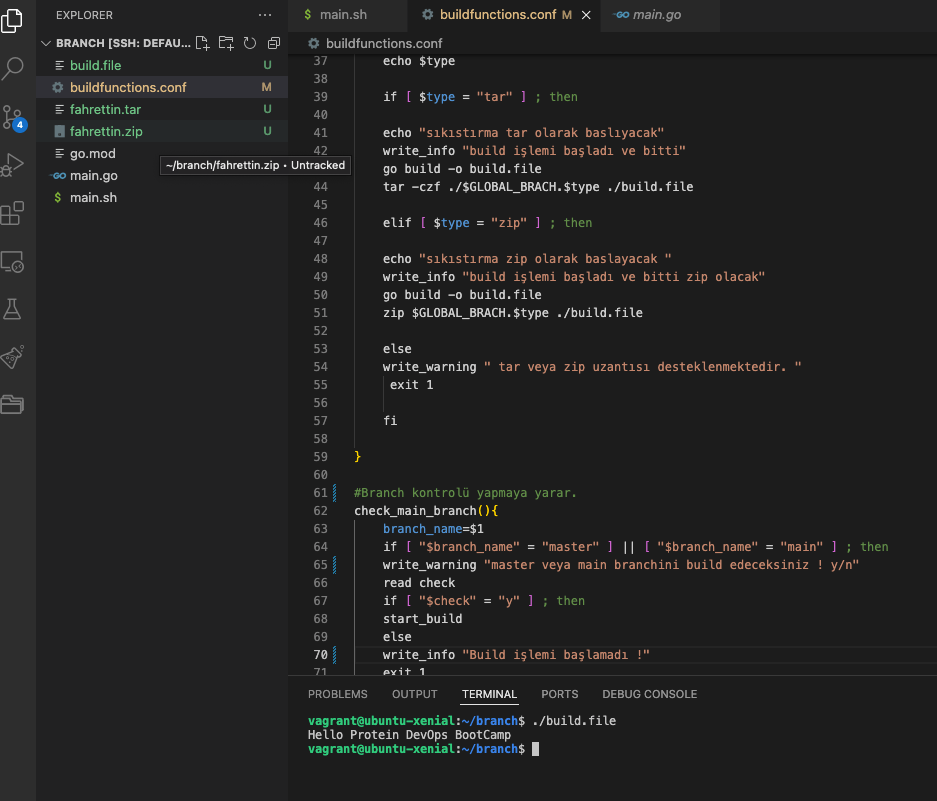 EXPLORER ...
BRANCH [SSH: DEFAU...
build.file U
buildfunctions.conf M
fahrettin.tar U
fahrettin.zip U
go.mod
main.go
$ main.sh
~/branch/fahrettin.zip • Untracked
4
$ main.sh
buildfunctions.conf M
main.go
buildfunctions.conf
37 echo $type
38
39 if [ $type = "tar" ] ; then
40
41 echo "sıkıstırma tar olarak baslıyacak"
42 write_info "build işlemi başladı ve bitti"
43 go build -o build.file
44 tar -czf ./$GLOBAL_BRACH.$type ./build.file
45
46 elif [ $type = "zip" ] ; then
47
48 echo "sıkıstırma zip olarak baslayacak "
49 write_info "build işlemi başladı ve bitti zip olacak"
50 go build -o build.file
51 zip $GLOBAL_BRACH.$type ./build.file
52
53 else
54 write_warning " tar veya zip uzantısı desteklenmektedir. "
55 exit 1
56
57 fi
58
59 }
60
61 #Branch kontrolü yapmaya yarar.
62 check_main_branch(){
63 branch_name=$1
64 if [ "$branch_name" = "master" ] || [ "$branch_name" = "main" ] ; then
65 write_warning "master veya main branchini build edeceksiniz ! y/n"
66 read check
67 if [ "$check" = "y" ] ; then
68 start_build
69 else
70 write_info "Build işlemi başlamadı !"
71 exit 1
PROBLEMS OUTPUT TERMINAL PORTS DEBUG CONSOLE
vagrant@ubuntu-xenial:~/branch$ ./build.file
Hello Protein DevOps BootCamp
vagrant@ubuntu-xenial:~/branch$